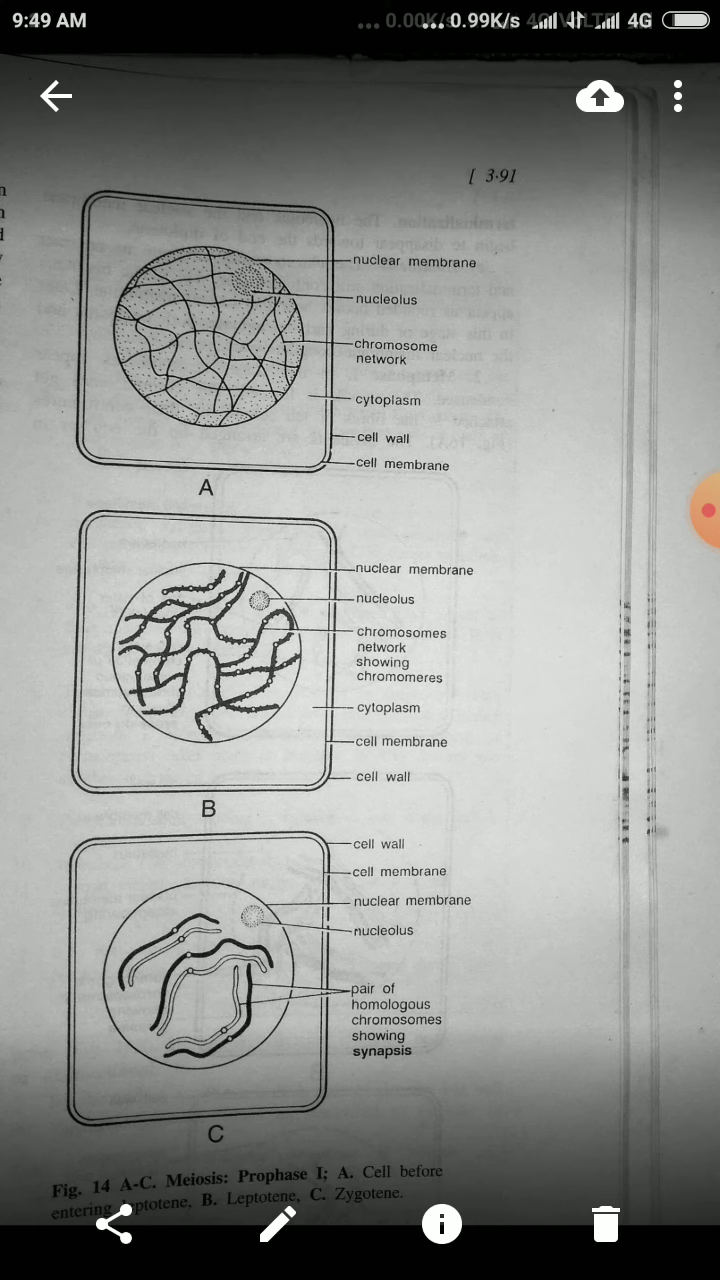 9:49 AM
0.99K/s
4G
[ 3·91
nuclear membrane
nucleolus
chromosome
network
cytoplasm
cell wall
cell membrane
A
nuclear membrane
nucleolus
chromosomes
network
showing
chromomeres
cytoplasm
cell membrane
cell wall
B
cell wall
cell membrane
nuclear membrane
nucleolus
pair of
homologous
chromosomes
showing
synapsis
C
Fig. 14 A-C. Meiosis: Prophase I; A. Cell before
entering leptotene, B. Leptotene, C. Zygotene.